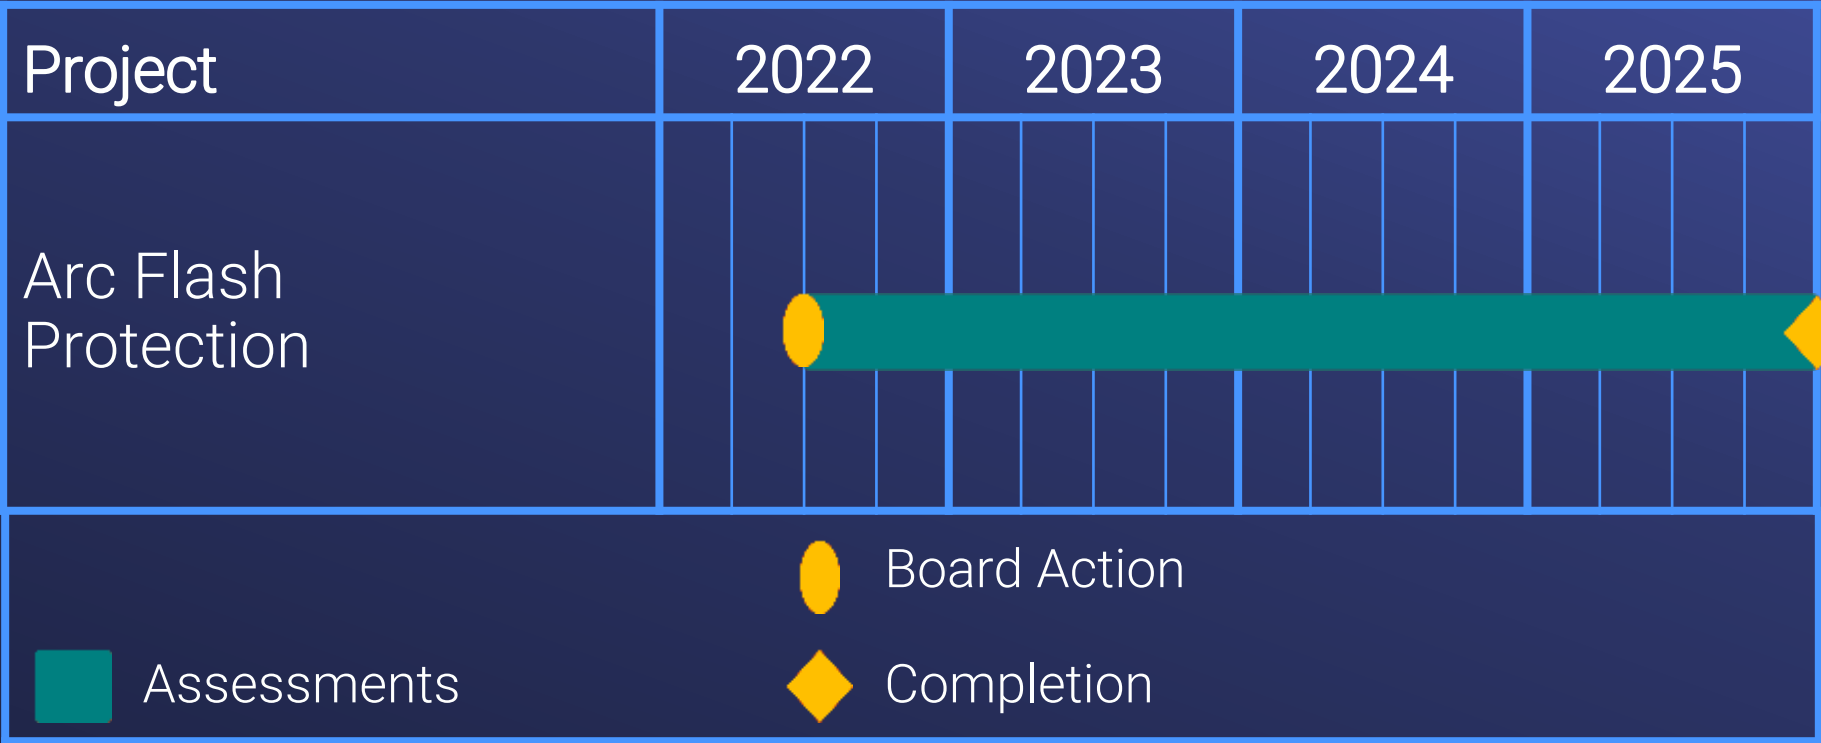 Project 2022 2023 2024 2025
Arc Flash
Protection
Board Action
Assessments Completion